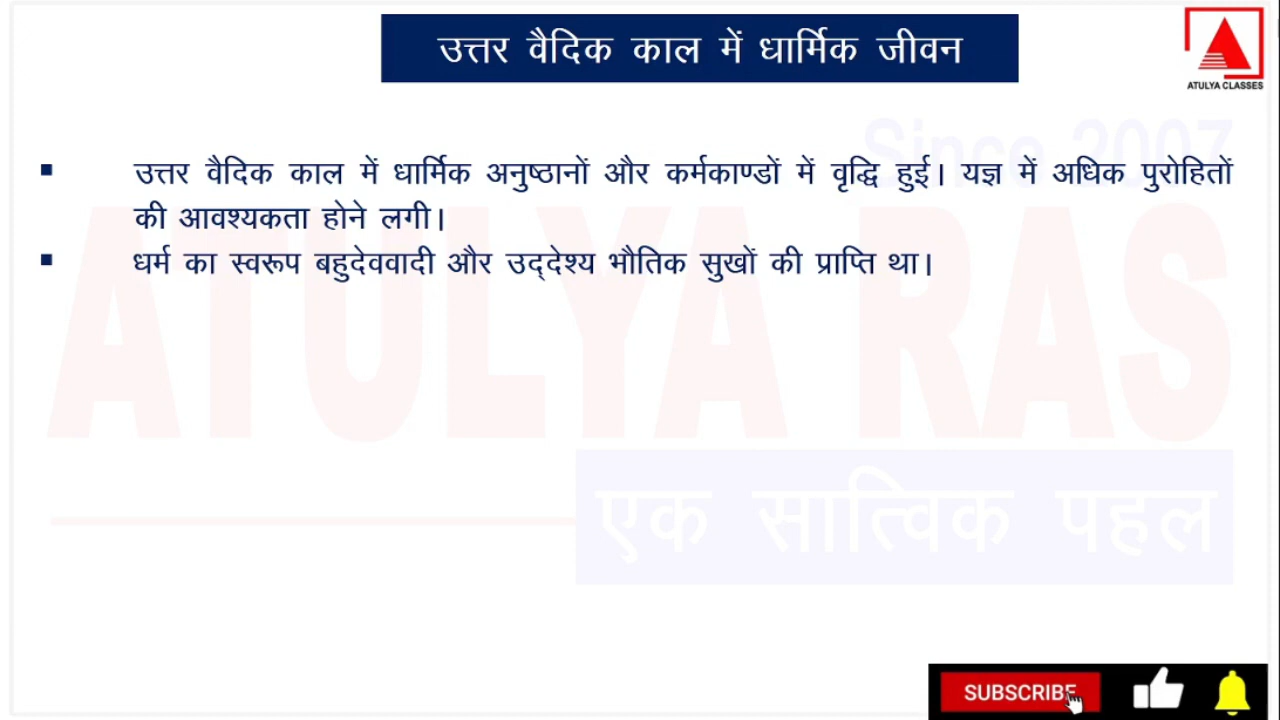 उत्तर वैदिक काल में धार्मिक जीवन
ATULYA CLASSES
Since 2007
▪ उत्तर वैदिक काल में धार्मिक अनुष्ठानों और कर्मकाण्डों में वृद्धि हुई। यज्ञ में अधिक पुरोहितों
की आवश्यकता होने लगी।
▪ धर्म का स्वरूप बहुदेववादी और उद्देश्य भौतिक सुखों की प्राप्ति था।
ATULYA RAS
एक सात्विक पहल
SUBSCRIBE